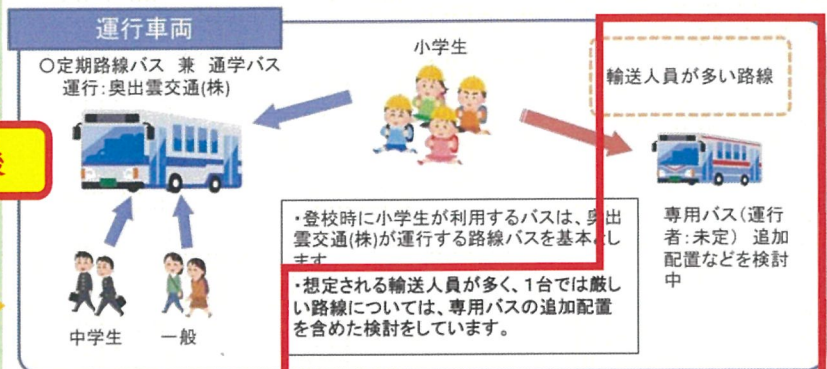 運行車両
○定期路線バス 兼 通学バス
運行:奥出雲交通(株)
小学生
輸送人員が多い路線
後
中学生 一般
・登校時に小学生が利用するバスは、奥出
雲交通(株)が運行する路線バスを基本とし
ます
・想定される輸送人員が多く、1台では厳し
い路線については、専用バスの追加配置
を含めた検討をしています。
専用バス(運行
者:未定) 追加
配置などを検討
中